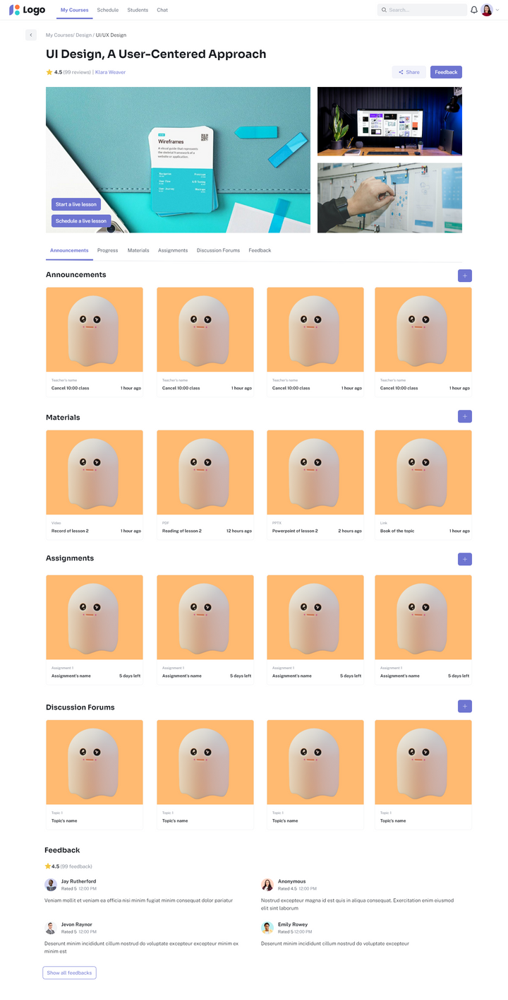 Logo
My Courses
Schedule
Students
Chat
Search...
My Courses/ Design / UI/UX Design
UI Design, A User-Centered Approach
4.5 (99 reviews) | Klara Weaver
Share
Feedback
Wireframes
A visual guide that represents
the skeletal framework of a
website or application.
Start a live lesson
Schedule a live lesson
Announcements
Progress
Materials
Assignments
Discussion Forums
Feedback
Announcements
Teacher's name
Cancel 10:00 class 1 hour ago
Teacher's name
Cancel 10:00 class 1 hour ago
Teacher's name
Cancel 10:00 class 1 hour ago
Teacher's name
Cancel 10:00 class 1 hour ago
Materials
Video
Record of lesson 2 1 hour ago
PDF
Reading of lesson 2 12 hours ago
PPTX
Powerpoint of lesson 2 2 hours ago
Link
Book of the topic 1 hour ago
Assignments
Assignment 1
Assignment's name 5 days left
Assignment 1
Assignment's name 5 days left
Assignment 1
Assignment's name 5 days left
Assignment 1
Assignment's name 5 days left
Discussion Forums
Topic 1
Topic's name
Topic 1
Topic's name
Topic 1
Topic's name
Topic 1
Topic's name
Feedback
4.5 (99 feedback)
Jay Rutherford
Rated 5 12:00 PM
Veniam mollit et veniam ea officia nisi minim fugiat minim consequat dolor pariatur
Anonymous
Rated 4.5 12:00 PM
Nostrud excepteur magna id est quis in aliqua consequat. Exercitation enim eiusmod
elit sint laborum
Jevon Raynor
Rated 5 12:00 PM
Deserunt minim incididunt cillum nostrud do voluptate excepteur excepteur minim ex
minim est
Emily Rowey
Rated 5 12:00 PM
Deserunt minim incididunt cillum nostrud do voluptate excepteur
Show all feedbacks